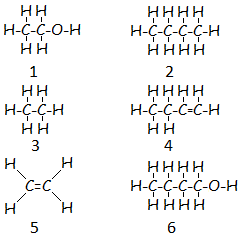 H H
H-C-C-O-H
H H
1
H H H H
H-C-C-C-C-H
H H H H
2
H H
H-C-C-H
H H
3
H H H H
H-C-C-C=C-H
H H
4
H H
C=C
H H
5
H H H H
H-C-C-C-C-O-H
H H H H
6